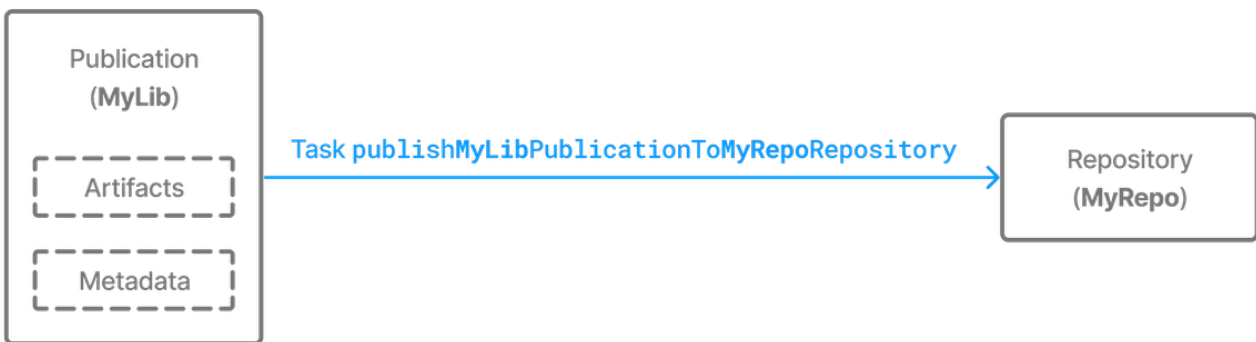 Publication
(MyLib)
Artifacts
Metadata
Task publishMyLibPublicationToMyRepoRepository
Repository
(MyRepo)